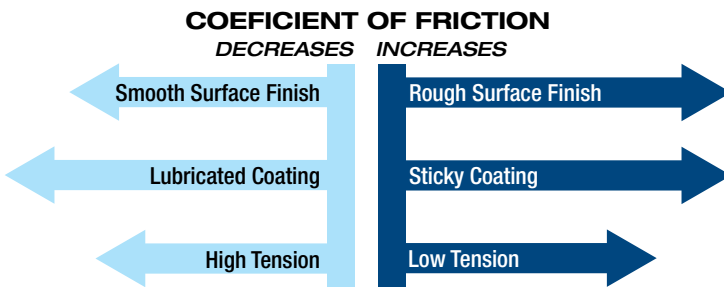 COEFICIENT OF FRICTION
DECREASES INCREASES
Smooth Surface Finish Rough Surface Finish
Lubricated Coating Sticky Coating
High Tension Low Tension